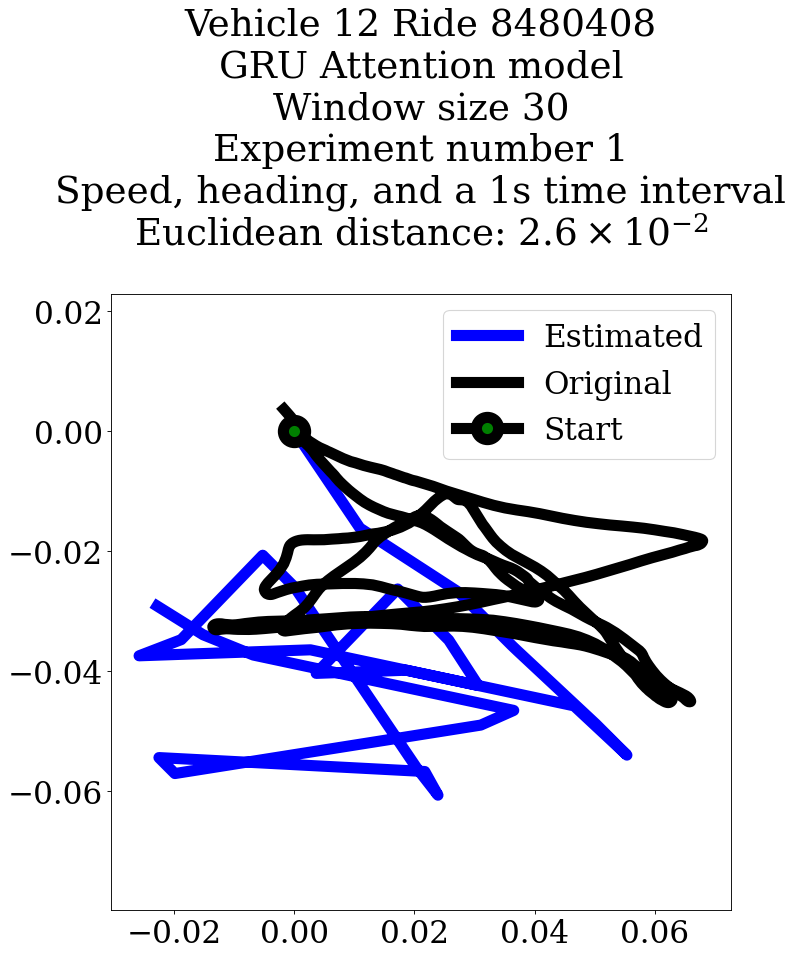 Vehicle 12 Ride 8480408
GRU Attention model
Window size 30
Experiment number 1
Speed, heading, and a 1s time interval
Euclidean distance: 2.6 × 10⁻²
0.02
0.00
−0.02
−0.04
−0.06
Estimated
Original
Start
−0.02 0.00 0.02 0.04 0.06